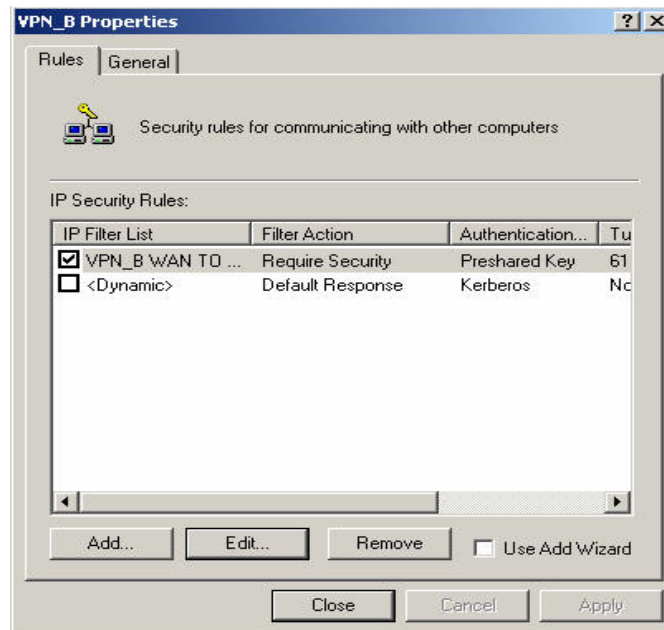 VPN_B Properties
Rules General
Security rules for communicating with other computers
IP Security Rules:
IP Filter List Filter Action Authentication... Tu
VPN_B WAN TO ... Require Security Preshared Key 61
<Dynamic> Default Response Kerberos No
Add... Edit... Remove Use Add Wizard
Close Cancel Apply